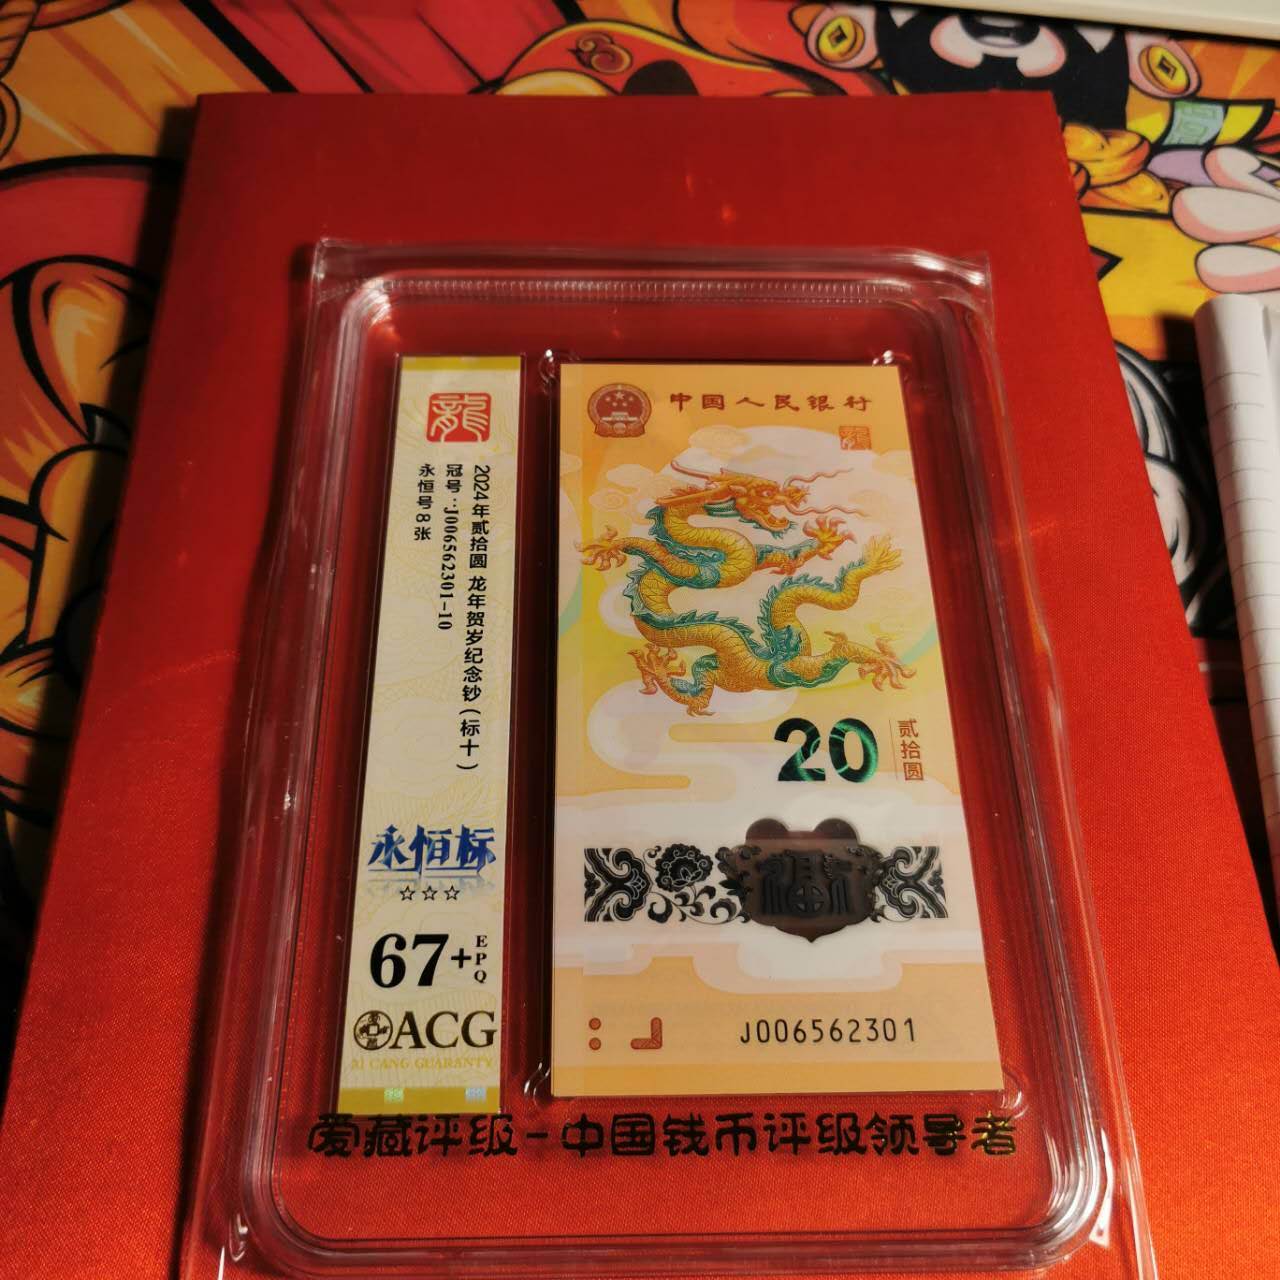 龍
2024年贰拾圆 龙年贺岁纪念钞(标十)
冠号:J006562301-10
永恒号8张
永恒标
☆☆☆
67+EPQ
ACG
AI CANG GUARANTY
中国人民银行
龍
20
贰拾圆
福
J006562301
爱藏评级-中国钱币评级领导者